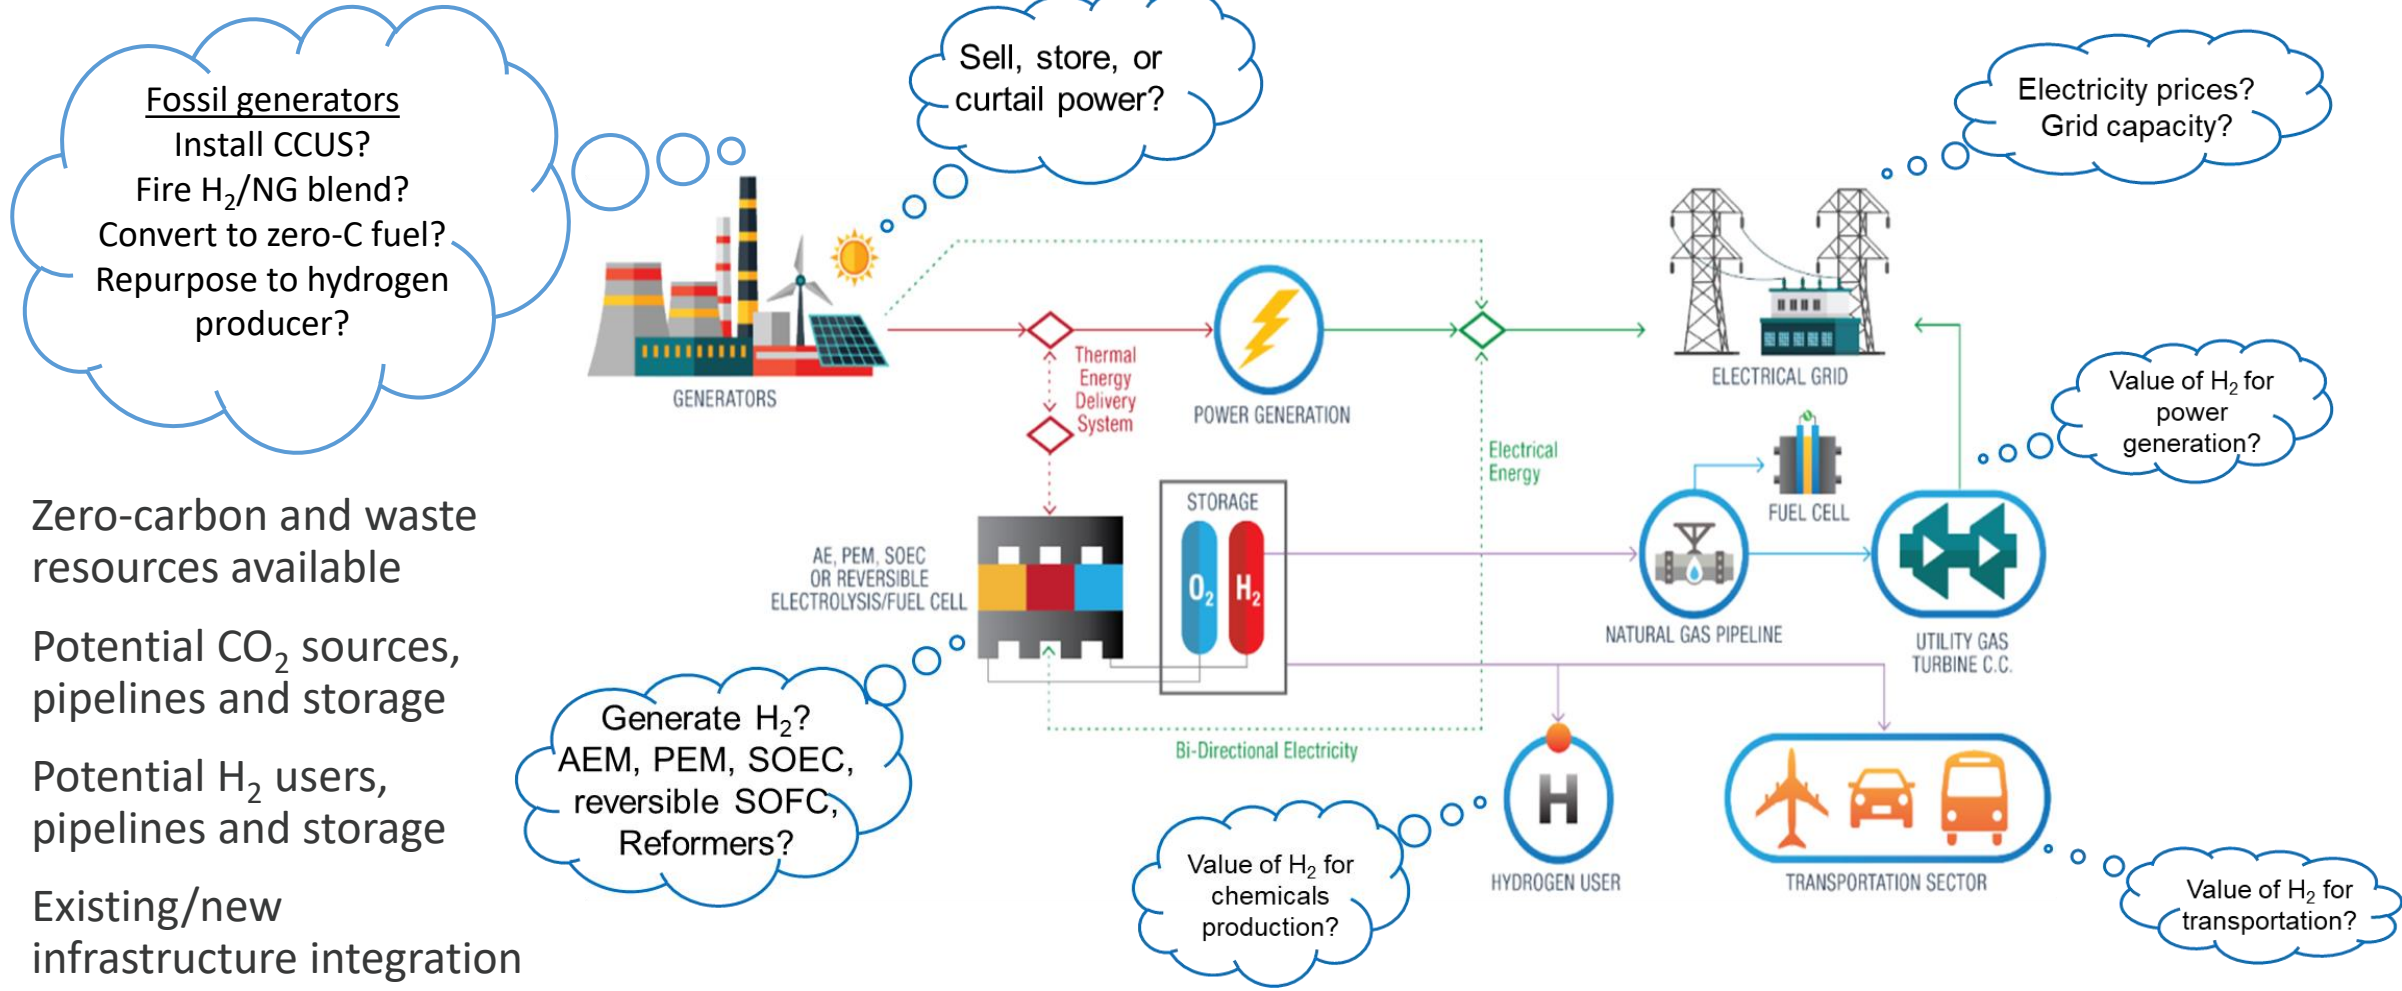 Fossil generators
Install CCUS?
Fire H₂/NG blend?
Convert to zero-C fuel?
Repurpose to hydrogen
producer?
Sell, store, or
curtail power?
Electricity prices?
Grid capacity?
GENERATORS
Thermal
Energy
Delivery
System
POWER GENERATION
ELECTRICAL GRID
Value of H₂ for
power
generation?
Electrical
Energy
FUEL CELL
Zero-carbon and waste
resources available
Potential CO₂ sources,
pipelines and storage
Potential H₂ users,
pipelines and storage
Existing/new
infrastructure integration
AE, PEM, SOEC
OR REVERSIBLE
ELECTROLYSIS/FUEL CELL
STORAGE
O₂
H₂
NATURAL GAS PIPELINE
UTILITY GAS
TURBINE C.C.
Generate H₂?
AEM, PEM, SOEC,
reversible SOFC,
Reformers?
Bi-Directional Electricity
Value of H₂ for
chemicals
production?
H
HYDROGEN USER
TRANSPORTATION SECTOR
Value of H₂ for
transportation?